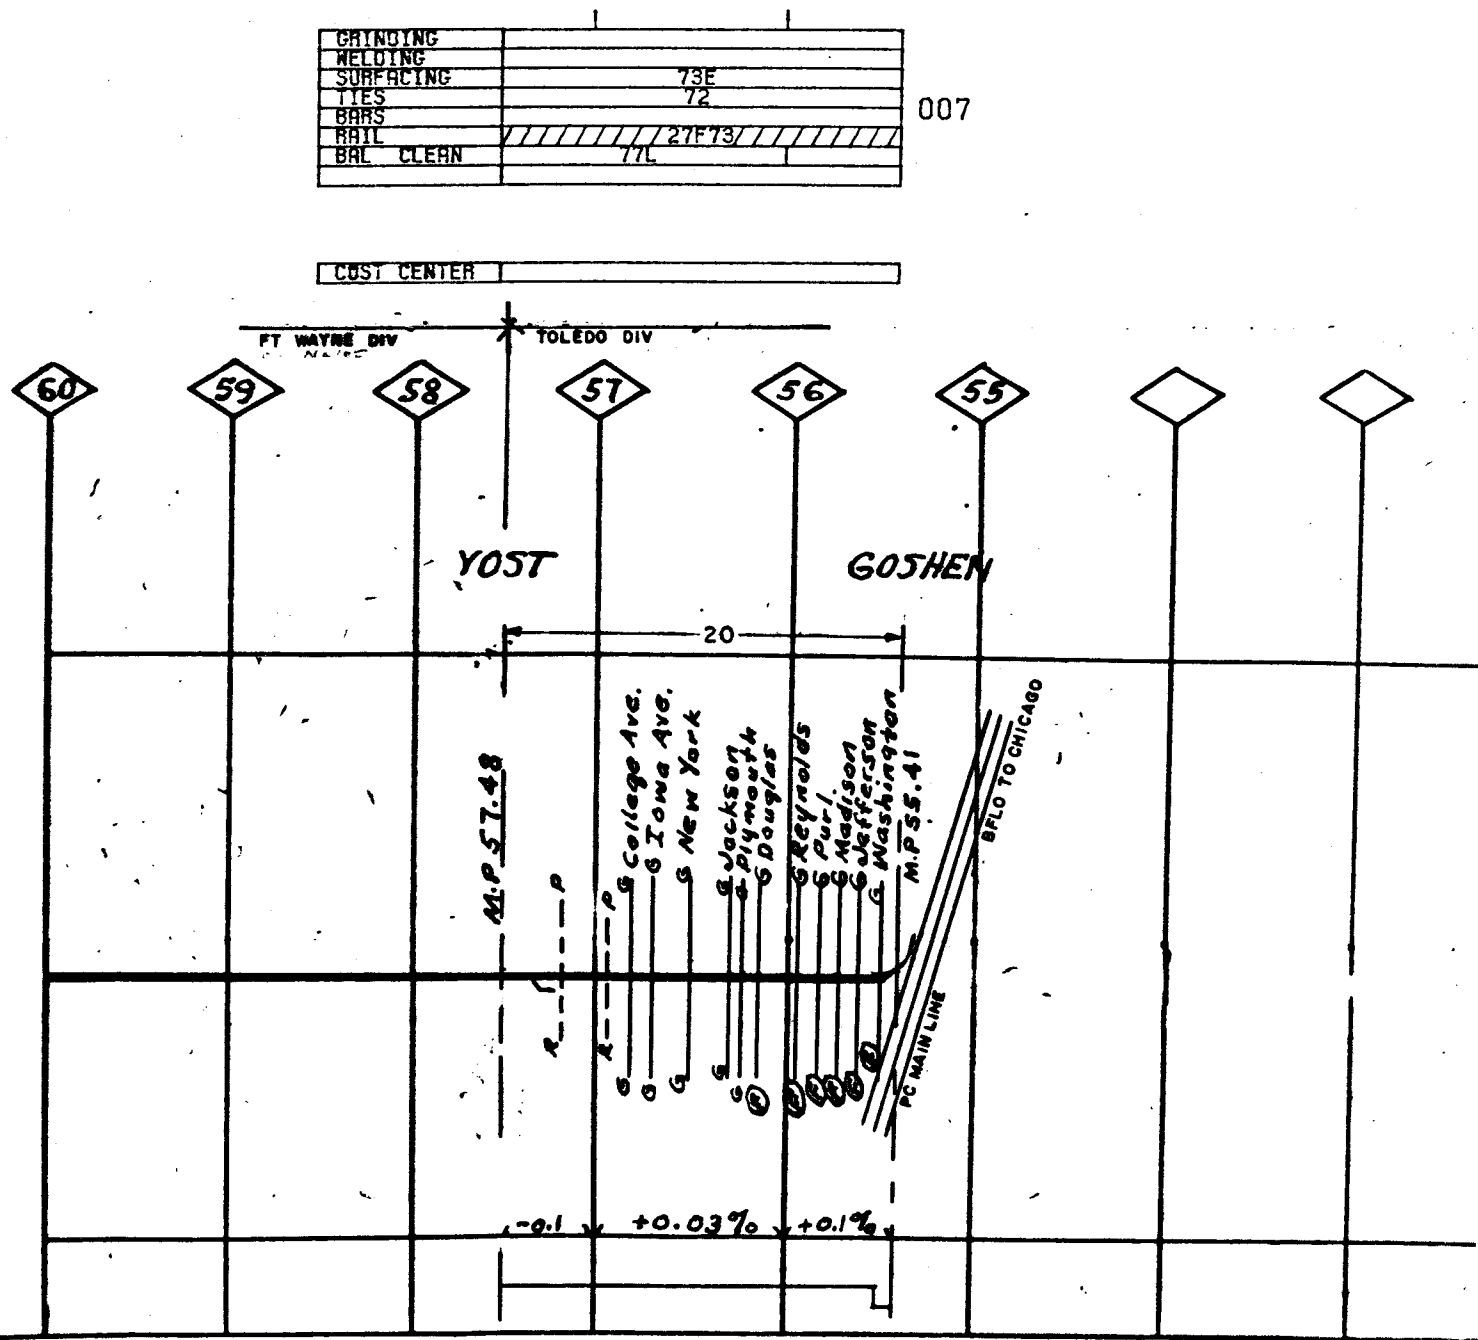 GRINDING
WELDING
SURFACING 73E
TIES 72
BARS
RAIL 27F73
BAL CLEAN 77L
007
COST CENTER
FT WAYNE DIV
TOLEDO DIV
60 59 58 57 56 55
YOST GOSHEN
20
M.P. 57.48
R P
R P
G College Ave. G
G Iowa Ave. G
G New York G
G Jackson G
G Plymouth G
G Douglas F
G Reynolds
G Purl.
G Madison
G Jefferson
G Washington
M.P 55.41
BFLO TO CHICAGO
PC MAIN LINE
-0.1 +0.03% +0.1%